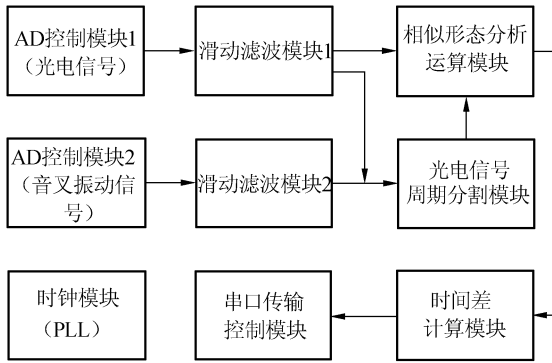 AD控制模块1
（光电信号）
滑动滤波模块1
相似形态分析
运算模块
AD控制模块2
（音叉振动信
号）
滑动滤波模块2
光电信号
周期分割模块
时钟模块
（PLL）
串口传输
控制模块
时间差
计算模块